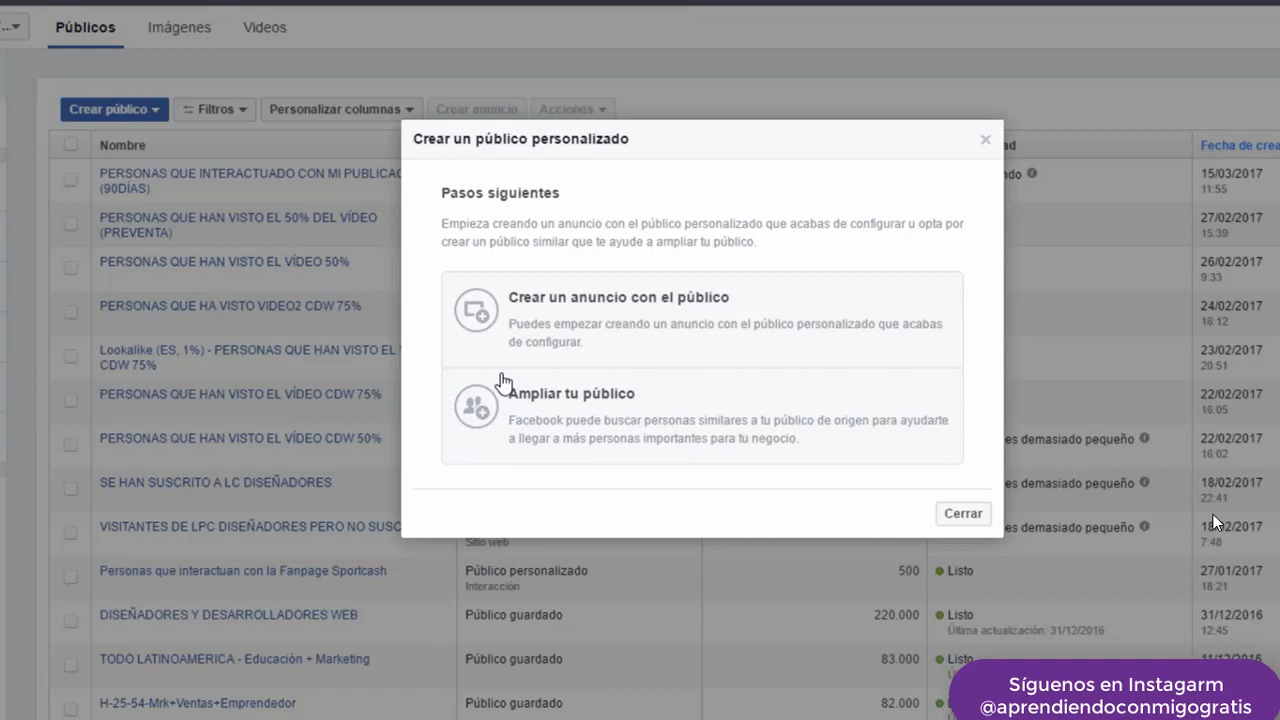 Públicos Imágenes Videos
Crear público Filtros Personalizar columnas Crear anuncio Acciones
Nombre
Fecha de crea
Crear un público personalizado
Pasos siguientes
Empieza creando un anuncio con el público personalizado que acabas de configurar u opta por
crear un público similar que te ayude a ampliar tu público.
Crear un anuncio con el público
Puedes empezar creando un anuncio con el público personalizado que acabas
de configurar.
Ampliar tu público
Facebook puede buscar personas similares a tu público de origen para ayudarte
a llegar a más personas importantes para tu negocio.
Cerrar
PERSONAS QUE INTERACTUADO CON MI PUBLICAC
(90DÍAS)
15/03/2017
11:55
PERSONAS QUE HAN VISTO EL 50% DEL VÍDEO
(PREVENTA)
27/02/2017
15:39
PERSONAS QUE HAN VISTO EL VÍDEO 50%
26/02/2017
9:33
PERSONAS QUE HA VISTO VIDEO2 CDW 75%
24/02/2017
16:12
Lookalike (ES, 1%) - PERSONAS QUE HAN VISTO EL
CDW 75%
23/02/2017
20:51
PERSONAS QUE HAN VISTO EL VÍDEO CDW 75%
22/02/2017
16:05
PERSONAS QUE HAN VISTO EL VÍDEO CDW 50%
es demasiado pequeño
22/02/2017
16:02
SE HAN SUSCRITO A LC DISEÑADORES
es demasiado pequeño
18/02/2017
22:41
VISITANTES DE LPC DISEÑADORES PERO NO SUSC
Sitio web
es demasiado pequeño
7:48
Personas que interactuan con la Fanpage Sportcash
Público personalizado
Interacción
500
Listo
27/01/2017
18:21
DISEÑADORES Y DESARROLLADORES WEB
Público guardado
220.000
Listo
Última actualización: 31/12/2016
31/12/2016
12:45
TODO LATINOAMERICA - Educación + Marketing
Público guardado
83.000
Listo
H-25-54-Mrk+Ventas+Emprendedor
Público guardado
82.000
Síguenos en Instagarm
@aprendiendoconmigogratis